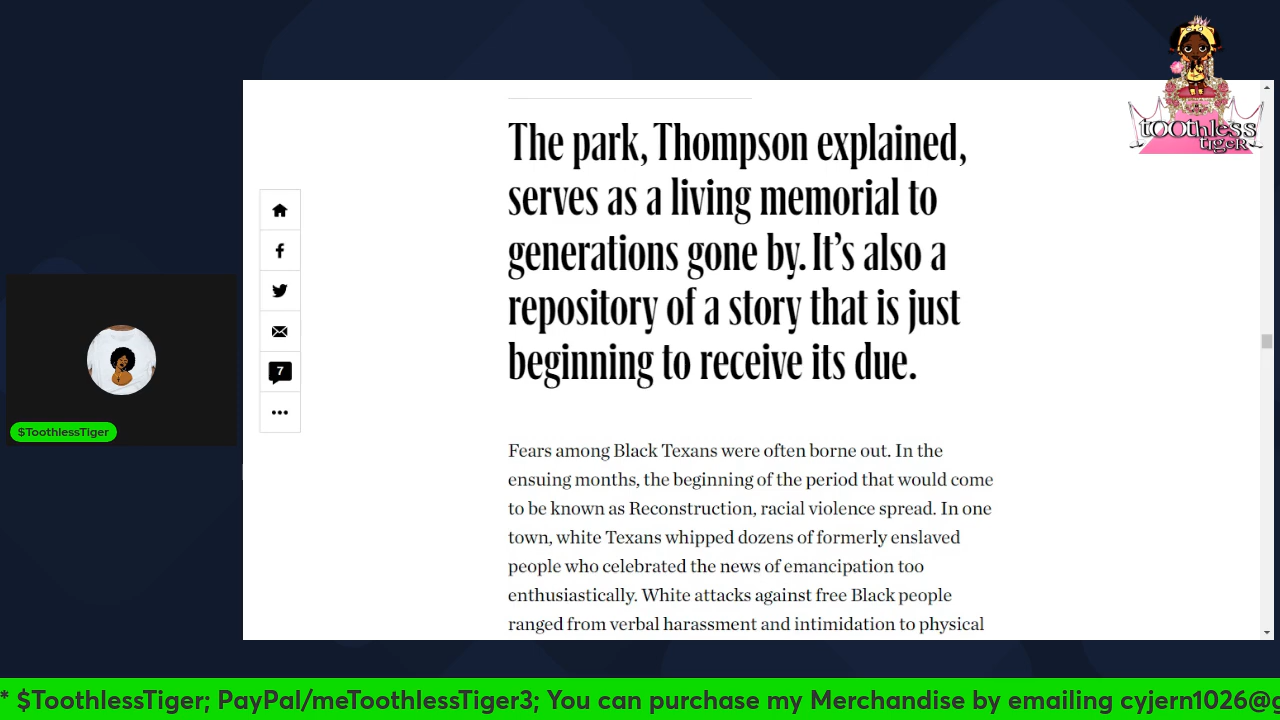 toothless
tiger
The park, Thompson explained,
serves as a living memorial to
generations gone by. It’s also a
repository of a story that is just
beginning to receive its due.
7
$ToothlessTiger
Fears among Black Texans were often borne out. In the
ensuing months, the beginning of the period that would come
to be known as Reconstruction, racial violence spread. In one
town, white Texans whipped dozens of formerly enslaved
people who celebrated the news of emancipation too
enthusiastically. White attacks against free Black people
ranged from verbal harassment and intimidation to physical
* $ToothlessTiger; PayPal/meToothlessTiger3; You can purchase my Merchandise by emailing cyjern1026@g